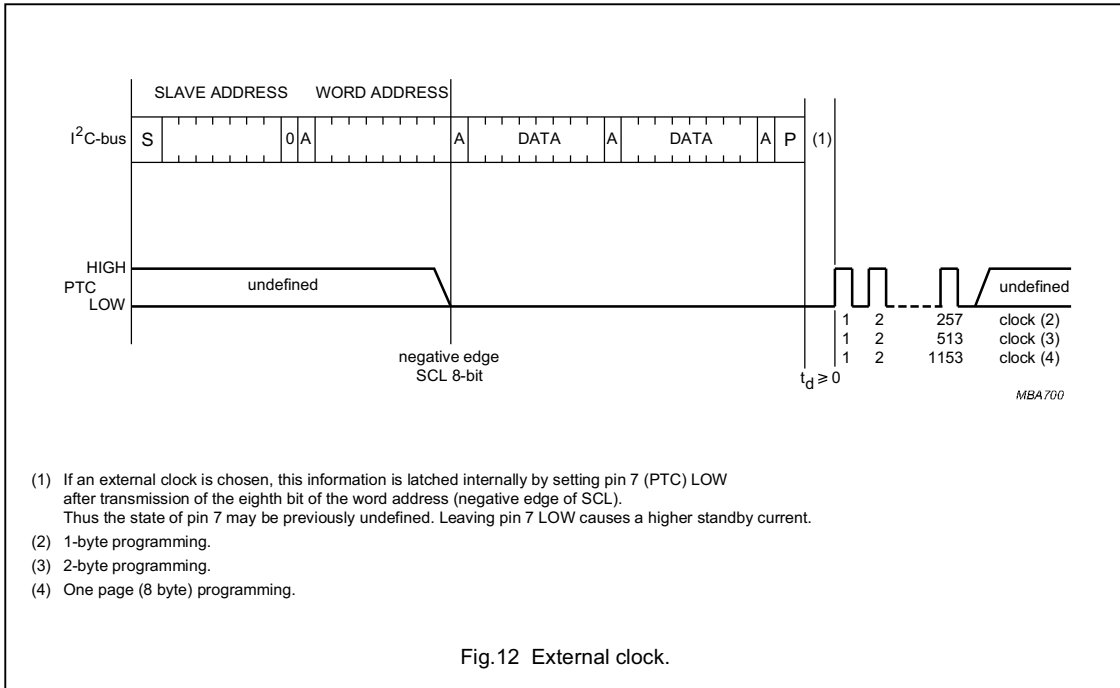 SLAVE ADDRESS WORD ADDRESS
I2C-bus S 0 A A DATA A DATA A P (1)
HIGH
PTC undefined undefined
LOW
1 2 257 clock (2)
1 2 513 clock (3)
1 2 1153 clock (4)
negative edge
SCL 8-bit
td ≥ 0
MBA700
(1) If an external clock is chosen, this information is latched internally by setting pin 7 (PTC) LOW
after transmission of the eighth bit of the word address (negative edge of SCL).
Thus the state of pin 7 may be previously undefined. Leaving pin 7 LOW causes a higher standby current.
(2) 1-byte programming.
(3) 2-byte programming.
(4) One page (8 byte) programming.
Fig.12 External clock.